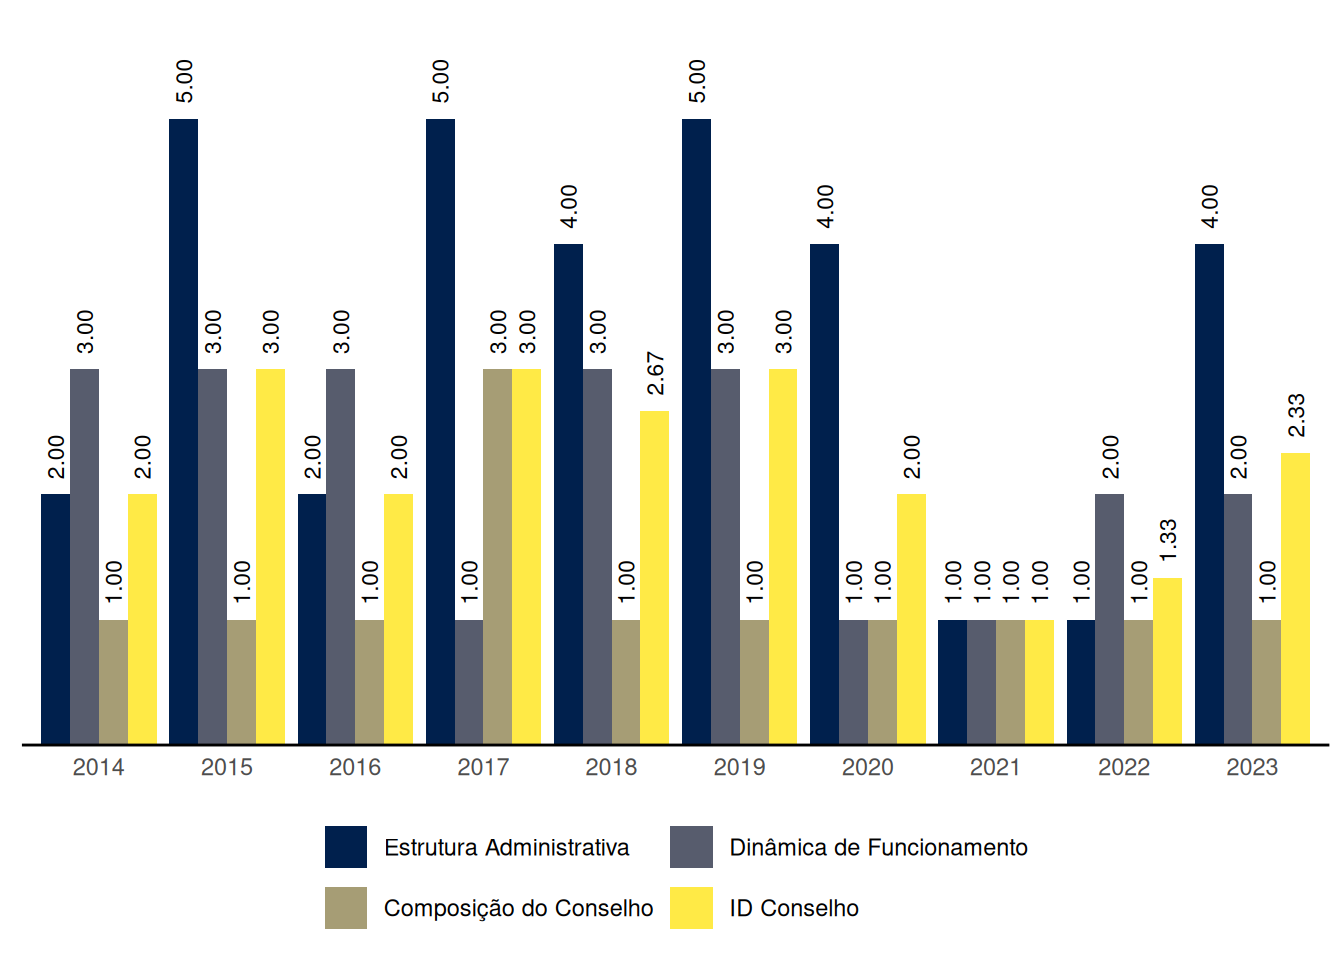 2.00 3.00 1.00 2.00 5.00 3.00 1.00 3.00 2.00 3.00 1.00 2.00 5.00 1.00 3.00 3.00 4.00 3.00 1.00 2.67 5.00 3.00 1.00 3.00 4.00 1.00 1.00 2.00 1.00 1.00 1.00 1.00 1.00 2.00 1.00 1.33 4.00 2.00 1.00 2.33
2014 2015 2016 2017 2018 2019 2020 2021 2022 2023
Estrutura Administrativa Dinâmica de Funcionamento
Composição do Conselho ID Conselho